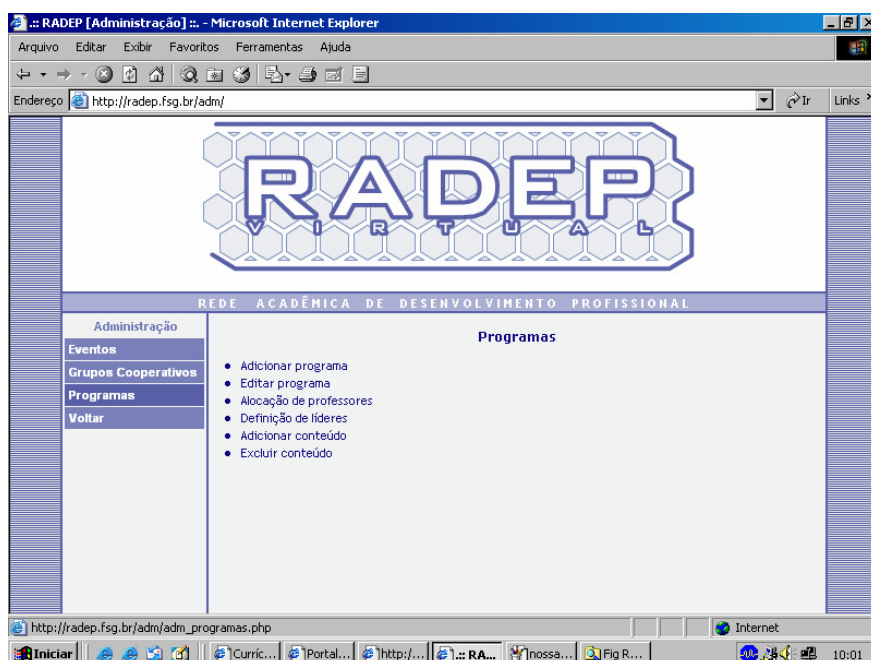 .:: RADEP [Administração] ::. - Microsoft Internet Explorer
Arquivo Editar Exibir Favoritos Ferramentas Ajuda
Endereço http://radep.fsg.br/adm/ Ir Links
RADEP
VIRTUAL
REDE ACADÊMICA DE DESENVOLVIMENTO PROFISSIONAL
Administração
Eventos
Grupos Cooperativos
Programas
Voltar
Programas
Adicionar programa
Editar programa
Alocação de professores
Definição de líderes
Adicionar conteúdo
Excluir conteúdo
http://radep.fsg.br/adm/adm_programas.php Internet
Iniciar Curríc... Portal... http:/... .:: RA... nossa... Fig R... 10:01